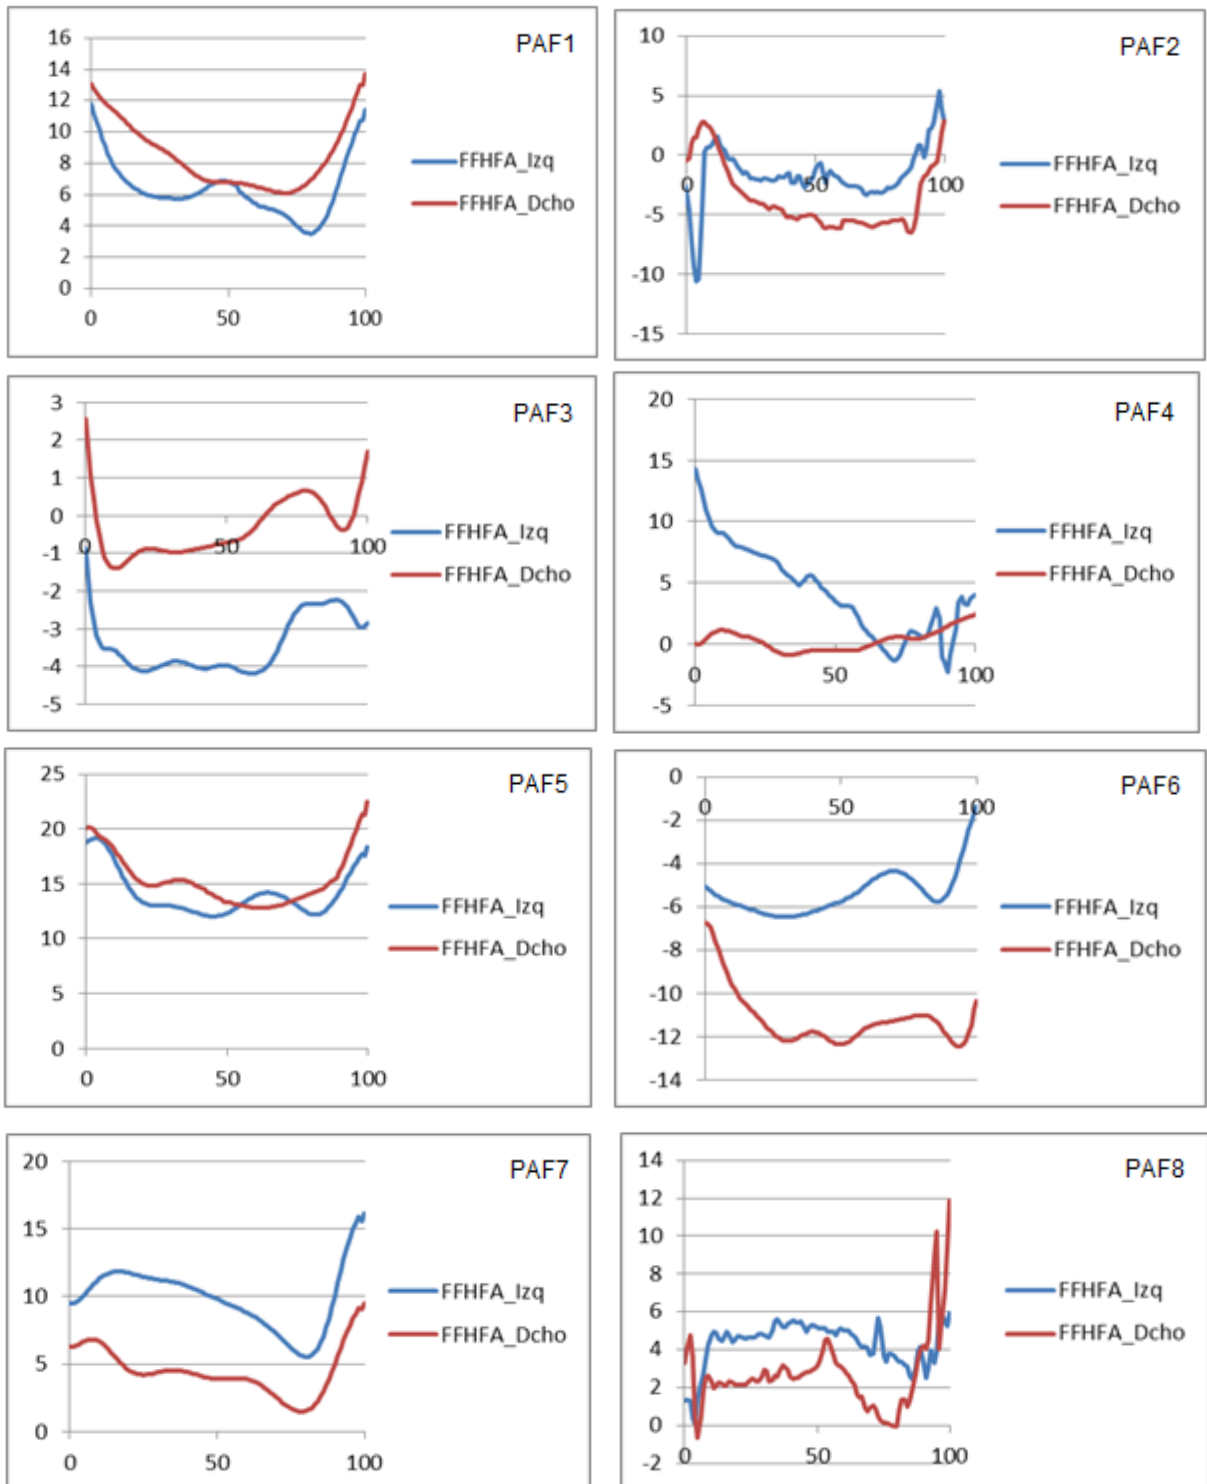 PAF1
16
14
12
10
8
6
4
2
0
0 50 100
FFHFA_Izq
FFHFA_Dcho
PAF2
10
5
0
-5
-10
-15
0 50 100
FFHFA_Izq
FFHFA_Dcho
PAF3
3
2
1
0
-1
-2
-3
-4
-5
0 50 100
FFHFA_Izq
FFHFA_Dcho
PAF4
20
15
10
5
0
-5
0 50 100
FFHFA_Izq
FFHFA_Dcho
PAF5
25
20
15
10
5
0
0 50 100
FFHFA_Izq
FFHFA_Dcho
PAF6
0
-2
-4
-6
-8
-10
-12
-14
0 50 100
FFHFA_Izq
FFHFA_Dcho
PAF7
20
15
10
5
0
0 50 100
FFHFA_Izq
FFHFA_Dcho
PAF8
14
12
10
8
6
4
2
0
-2
0 50 100
FFHFA_Izq
FFHFA_Dcho